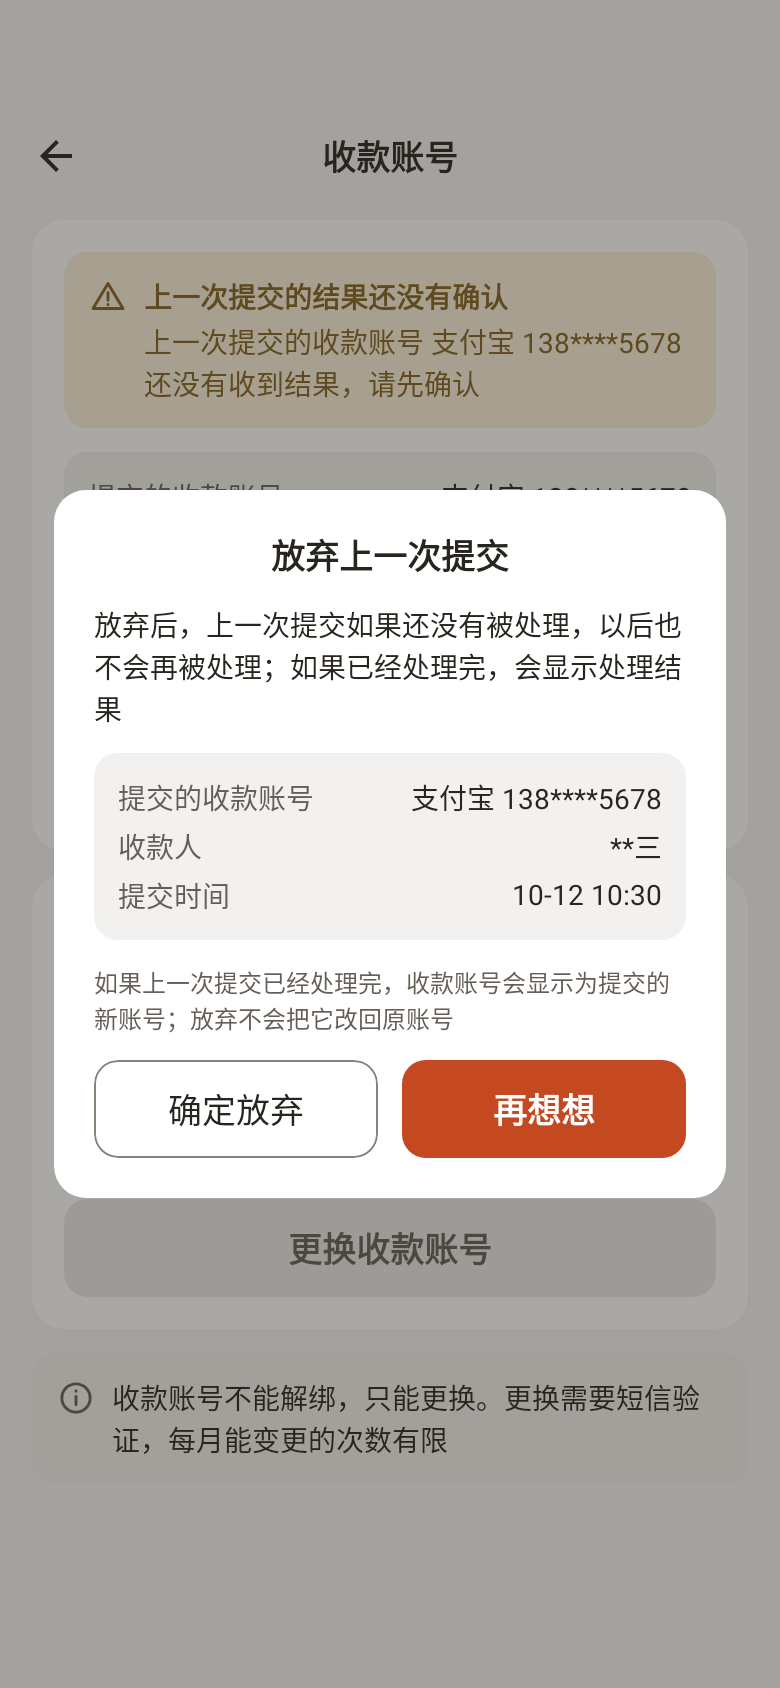 收款账号
上一次提交的结果还没有确认
上一次提交的收款账号 支付宝 138****5678
还没有收到结果，请先确认
放弃上一次提交
放弃后，上一次提交如果还没有被处理，以后也
不会再被处理；如果已经处理完，会显示处理结
果
提交的收款账号 支付宝 138****5678
收款人 **三
提交时间 10-12 10:30
如果上一次提交已经处理完，收款账号会显示为提交的
新账号；放弃不会把它改回原账号
确定放弃 再想想
更换收款账号
收款账号不能解绑，只能更换。更换需要短信验
证，每月能变更的次数有限